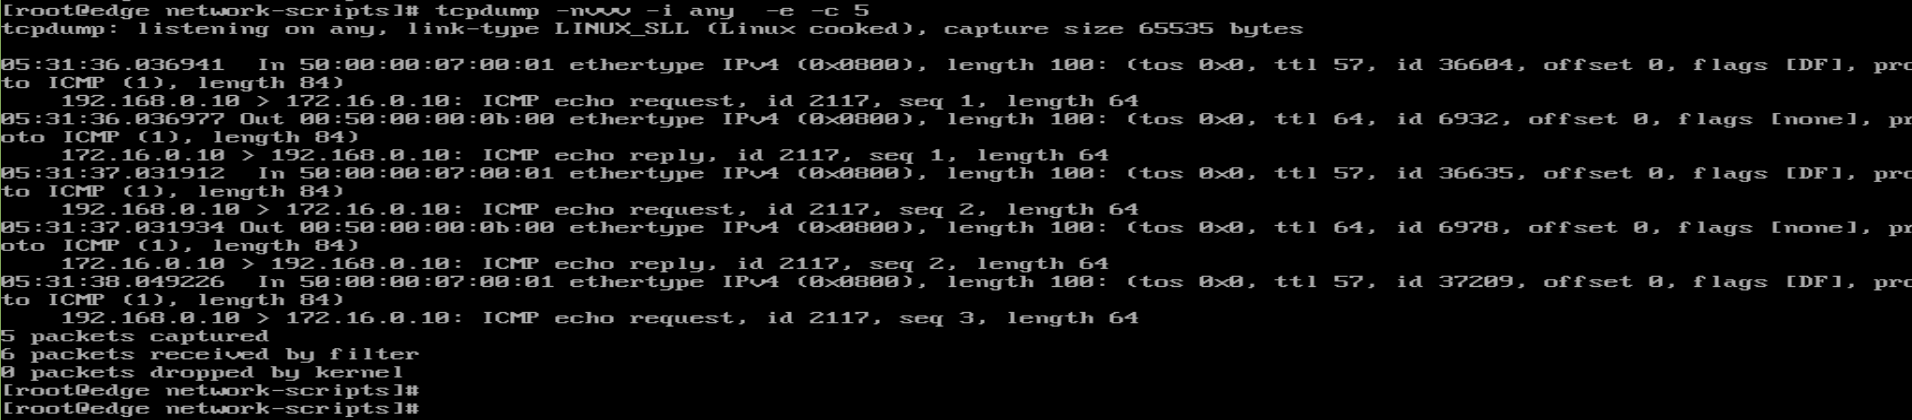 [root@edge network-scripts]# tcpdump -nvvv -i any  -e -c 5
tcpdump: listening on any, link-type LINUX_SLL (Linux cooked), capture size 65535 bytes
05:31:36.036941  In 50:00:00:07:00:01 ethertype IPv4 (0x0800), length 100: (tos 0x0, ttl 57, id 36604, offset 0, flags [DF], pro
to ICMP (1), length 84)
    192.168.0.10 > 172.16.0.10: ICMP echo request, id 2117, seq 1, length 64
05:31:36.036977 Out 00:50:00:00:0b:00 ethertype IPv4 (0x0800), length 100: (tos 0x0, ttl 64, id 6932, offset 0, flags [none], pr
oto ICMP (1), length 84)
    172.16.0.10 > 192.168.0.10: ICMP echo reply, id 2117, seq 1, length 64
05:31:37.031912  In 50:00:00:07:00:01 ethertype IPv4 (0x0800), length 100: (tos 0x0, ttl 57, id 36635, offset 0, flags [DF], pro
to ICMP (1), length 84)
    192.168.0.10 > 172.16.0.10: ICMP echo request, id 2117, seq 2, length 64
05:31:37.031934 Out 00:50:00:00:0b:00 ethertype IPv4 (0x0800), length 100: (tos 0x0, ttl 64, id 6978, offset 0, flags [none], pr
oto ICMP (1), length 84)
    172.16.0.10 > 192.168.0.10: ICMP echo reply, id 2117, seq 2, length 64
05:31:38.049226  In 50:00:00:07:00:01 ethertype IPv4 (0x0800), length 100: (tos 0x0, ttl 57, id 37209, offset 0, flags [DF], pro
to ICMP (1), length 84)
    192.168.0.10 > 172.16.0.10: ICMP echo request, id 2117, seq 3, length 64
5 packets captured
6 packets received by filter
0 packets dropped by kernel
[root@edge network-scripts]#
[root@edge network-scripts]#